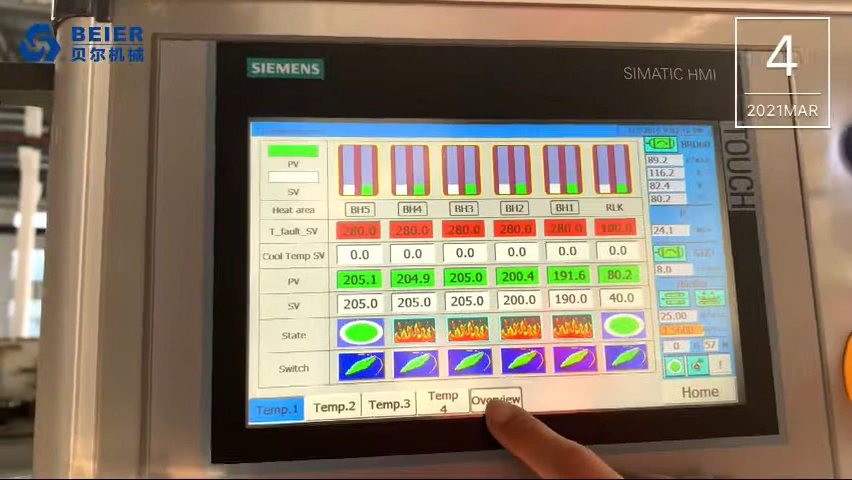 BEIER
贝尔机械
SIEMENS
SIMATIC HMI
4
2021MAR
TOUCH
PV
SV
Heat area BH5 BH4 BH3 BH2 BH1 RLK
T_fault_SV 280.0 280.0 280.0 280.0 280.0 100.0
Cool Temp SV 0.0 0.0 0.0 0.0 0.0 0.0
PV 205.1 204.9 205.0 200.4 191.6 80.2
SV 205.0 205.0 205.0 200.0 190.0 40.0
State
Switch
89.2
116.2
82.4
80.2
24.1
8.0
25.00
0 57
Temp.1 Temp.2 Temp.3 Temp 4 Overview Home